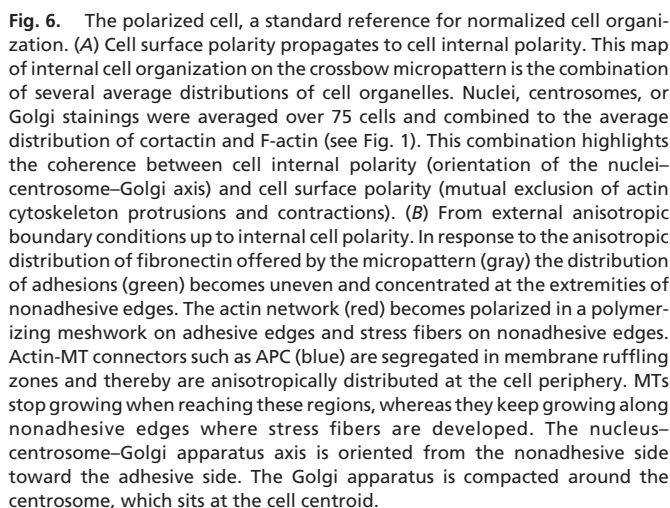 Fig. 6. The polarized cell, a standard reference for normalized cell organi-
zation. (A) Cell surface polarity propagates to cell internal polarity. This map
of internal cell organization on the crossbow micropattern is the combination
of several average distributions of cell organelles. Nuclei, centrosomes, or
Golgi stainings were averaged over 75 cells and combined to the average
distribution of cortactin and F-actin (see Fig. 1). This combination highlights
the coherence between cell internal polarity (orientation of the nuclei–
centrosome–Golgi axis) and cell surface polarity (mutual exclusion of actin
cytoskeleton protrusions and contractions). (B) From external anisotropic
boundary conditions up to internal cell polarity. In response to the anisotropic
distribution of fibronectin offered by the micropattern (gray) the distribution
of adhesions (green) becomes uneven and concentrated at the extremities of
nonadhesive edges. The actin network (red) becomes polarized in a polymer-
izing meshwork on adhesive edges and stress fibers on nonadhesive edges.
Actin-MT connectors such as APC (blue) are segregated in membrane ruffling
zones and thereby are anisotropically distributed at the cell periphery. MTs
stop growing when reaching these regions, whereas they keep growing along
nonadhesive edges where stress fibers are developed. The nucleus–
centrosome–Golgi apparatus axis is oriented from the nonadhesive side
toward the adhesive side. The Golgi apparatus is compacted around the
centrosome, which sits at the cell centroid.